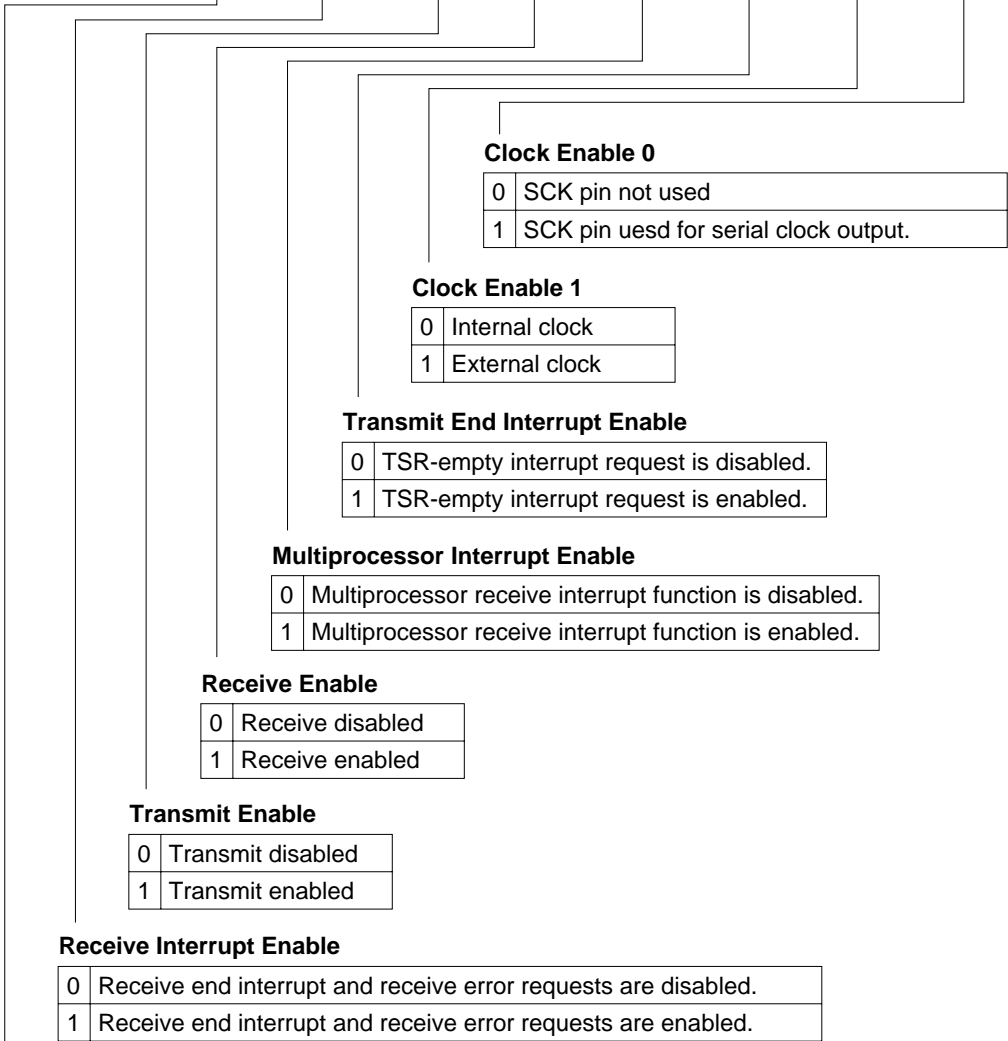 Clock Enable 0
0 SCK pin not used
1 SCK pin uesd for serial clock output.
Clock Enable 1
0 Internal clock
1 External clock
Transmit End Interrupt Enable
0 TSR-empty interrupt request is disabled.
1 TSR-empty interrupt request is enabled.
Multiprocessor Interrupt Enable
0 Multiprocessor receive interrupt function is disabled.
1 Multiprocessor receive interrupt function is enabled.
Receive Enable
0 Receive disabled
1 Receive enabled
Transmit Enable
0 Transmit disabled
1 Transmit enabled
Receive Interrupt Enable
0 Receive end interrupt and receive error requests are disabled.
1 Receive end interrupt and receive error requests are enabled.